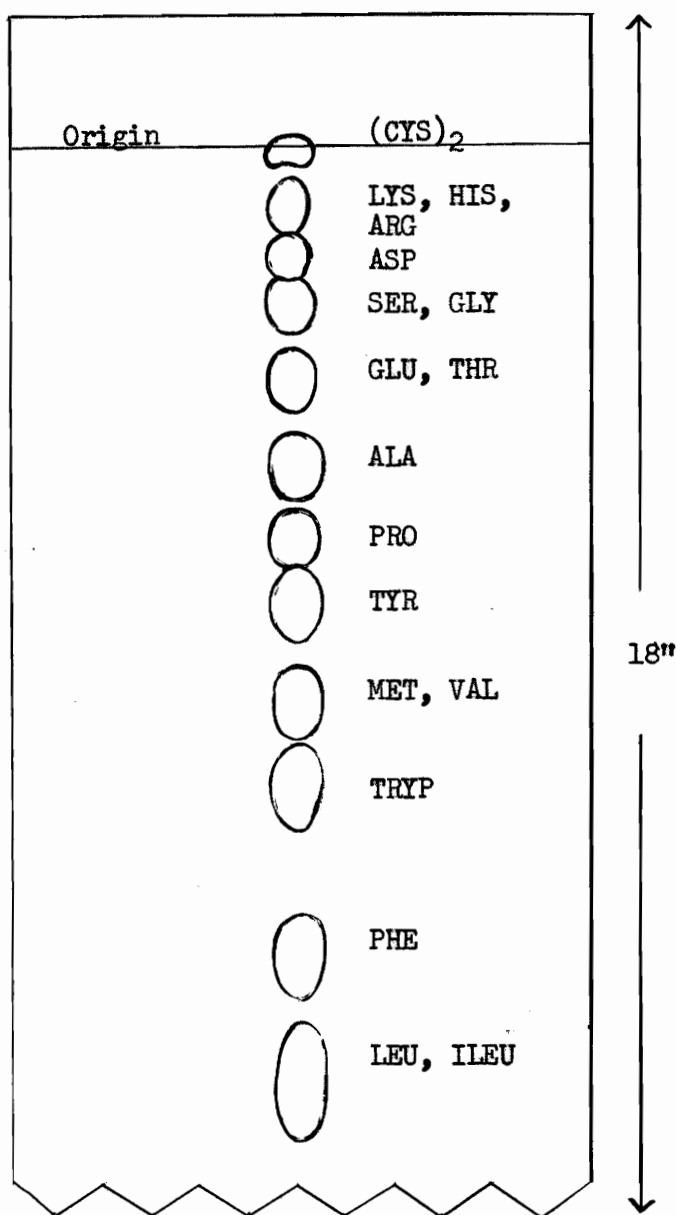 Origin (CYS)2
LYS, HIS,
ARG
ASP
SER, GLY
GLU, THR
ALA
PRO
TYR
18"
MET, VAL
TRYP
PHE
LEU, ILEU